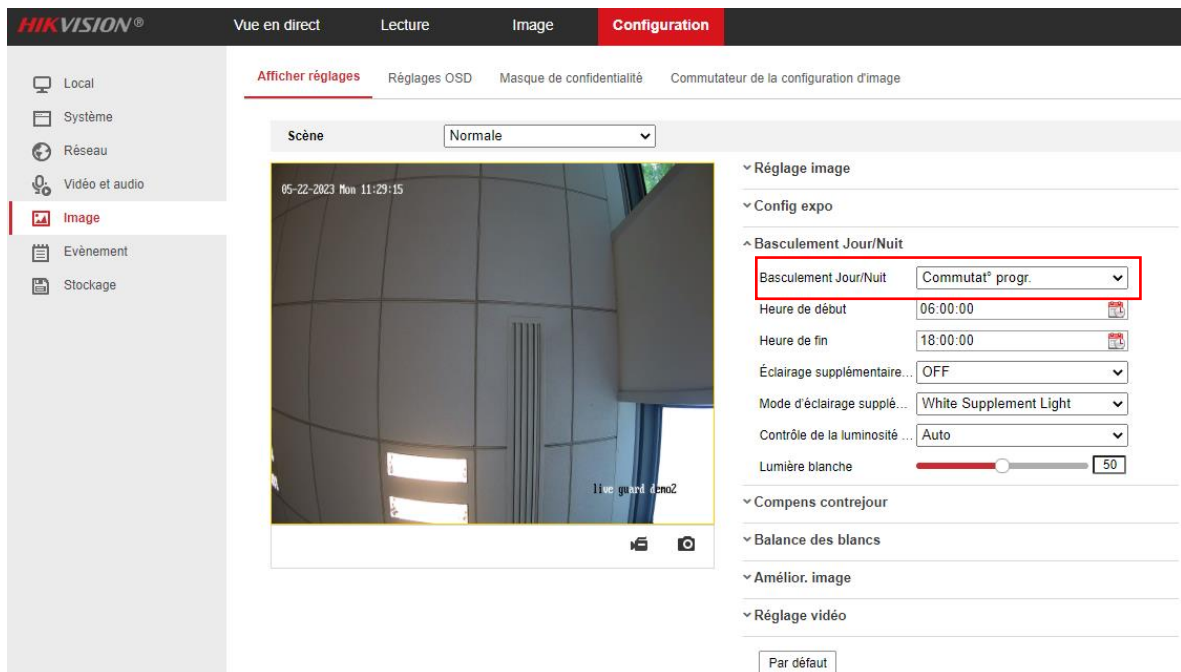 HIKVISION®
Vue en direct Lecture Image Configuration
Local
Système
Réseau
Vidéo et audio
Image
Evènement
Stockage
Afficher réglages Réglages OSD Masque de confidentialité Commutateur de la configuration d'image
Scène Normale
05-22-2023 Mon 11:29:15
live guard demo2
Réglage image
Config expo
Basculement Jour/Nuit
Basculement Jour/Nuit Commutat° progr.
Heure de début 06:00:00
Heure de fin 18:00:00
Éclairage supplémentaire... OFF
Mode d'éclairage supplé... White Supplement Light
Contrôle de la luminosité ... Auto
Lumière blanche 50
Compens contrejour
Balance des blancs
Amélior. image
Réglage vidéo
Par défaut